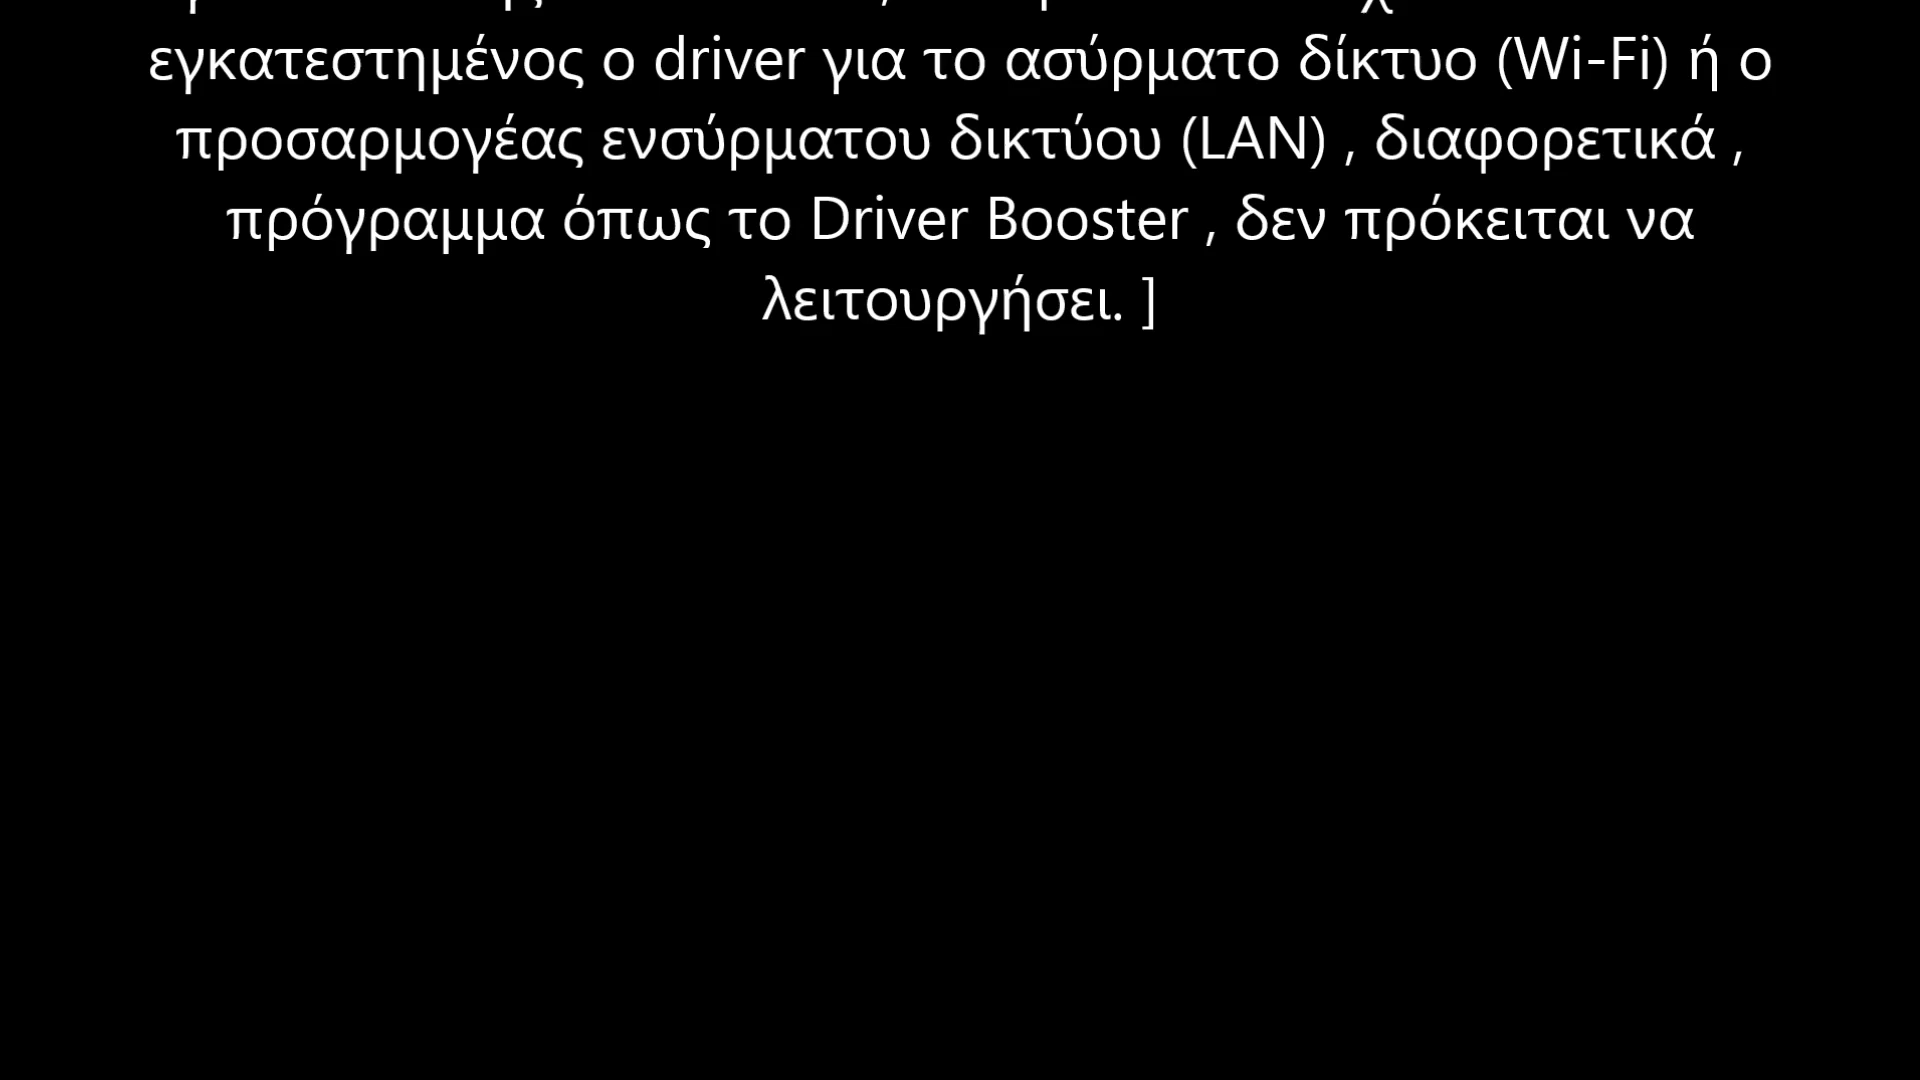 εγκατεστημένος ο driver για το ασύρματο δίκτυο (Wi-Fi) ή ο
προσαρμογέας ενσύρματου δικτύου (LAN) , διαφορετικά ,
πρόγραμμα όπως το Driver Booster , δεν πρόκειται να
λειτουργήσει. ]